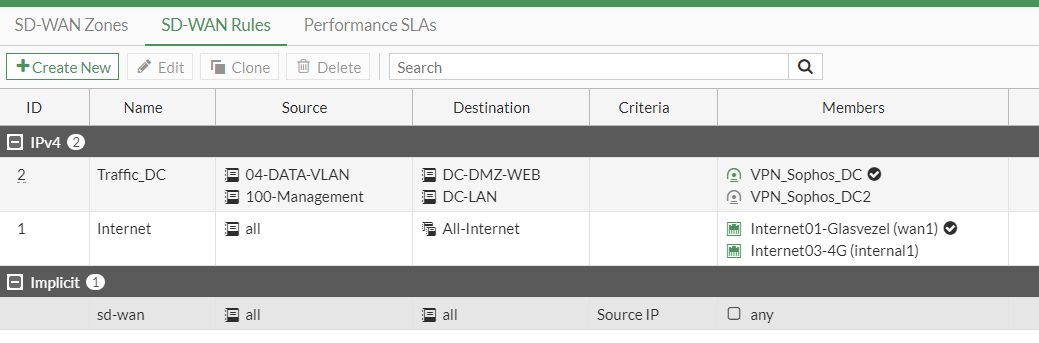 SD-WAN Zones SD-WAN Rules Performance SLAs
Create New Edit Clone Delete Search
ID Name Source Destination Criteria Members
IPv4 2
2 Traffic_DC 04-DATA-VLAN DC-DMZ-WEB VPN_Sophos_DC
100-Management DC-LAN VPN_Sophos_DC2
1 Internet all All-Internet Internet01-Glasvezel (wan1)
Internet03-4G (internal1)
Implicit 1
sd-wan all all Source IP any